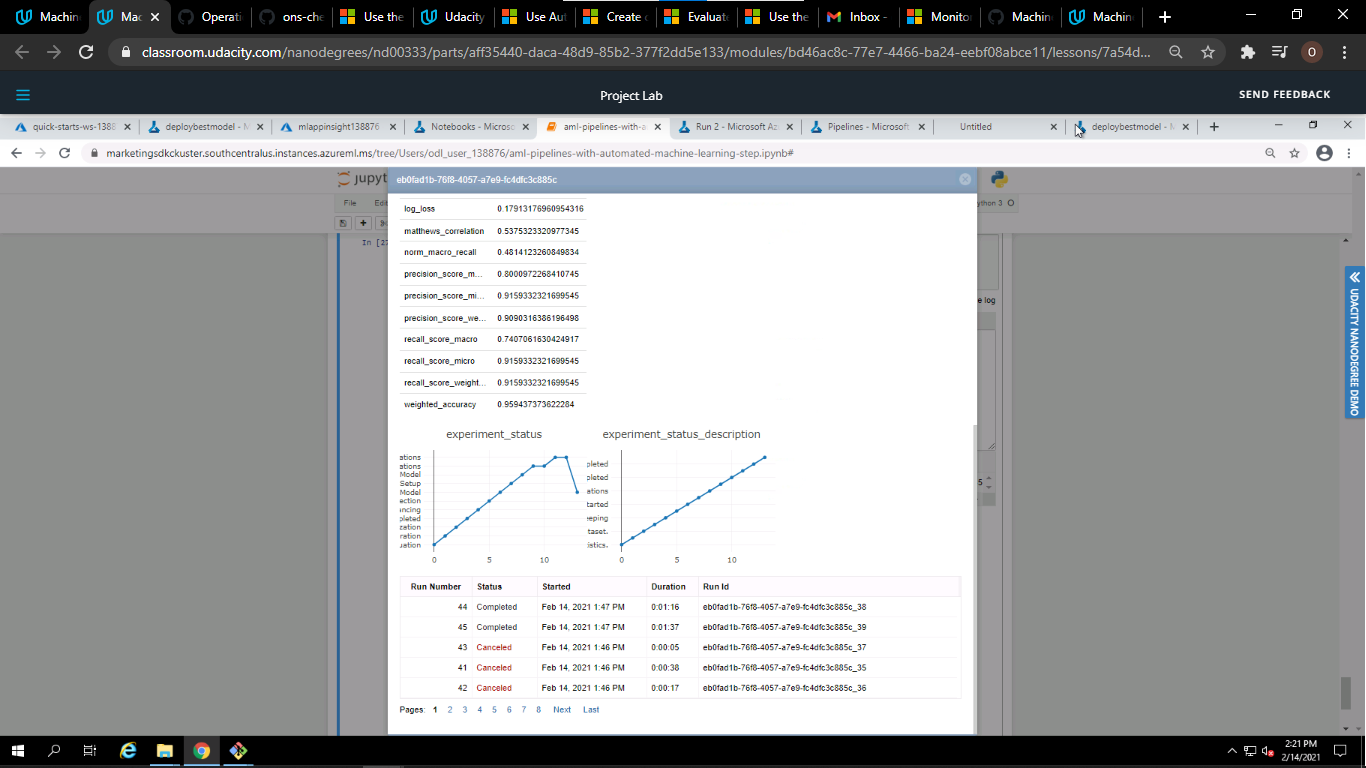 Machin
Mac
Operati
ons-che
Use the
Udacity
Use Aut
Create c
Evaluate
Use the
Inbox -
Monito
Machin
Machin
classroom.udacity.com/nanodegrees/nd00333/parts/aff35440-daca-48d9-85b2-377f2dd5e133/modules/bd46ac8c-77e7-4466-ba24-eebf08abce11/lessons/7a54d...
O
Project Lab
SEND FEEDBACK
quick-starts-ws-1388
deploybestmodel - M
mlappinsight138876
Notebooks - Microso
aml-pipelines-with-a
Run 2 - Microsoft Az
Pipelines - Microsoft
Untitled
deploybestmodel - M
marketingsdkckuster.southcentralus.instances.azureml.ms/tree/Users/odl_user_138876/aml-pipelines-with-automated-machine-learning-step.ipynb#
jupyt
eb0fad1b-76f8-4057-a7e9-fc4dfc3c885c
File
Edit
ython 3
In [27
log_loss 0.17913176960954316
matthews_correlation 0.5375323320977345
norm_macro_recall 0.4814123260849834
precision_score_m... 0.8000972268410745
precision_score_mi... 0.9159332321699545
precision_score_we... 0.9090316386196498
recall_score_macro 0.7407061630424917
recall_score_micro 0.9159332321699545
recall_score_weight... 0.9159332321699545
weighted_accuracy 0.959437373622284
e log
5
UDACITY NANODEGREE DEMO
experiment_status
ations
ations
Model
Setup
Model
ection
ncing
pleted
zation
ration
uation
0 5 10
experiment_status_description
pleted
pleted
ations
tarted
eping
taset.
istics.
0 5 10
Run Number Status Started Duration Run Id
44 Completed Feb 14, 2021 1:47 PM 0:01:16 eb0fad1b-76f8-4057-a7e9-fc4dfc3c885c_38
45 Completed Feb 14, 2021 1:47 PM 0:01:37 eb0fad1b-76f8-4057-a7e9-fc4dfc3c885c_39
43 Canceled Feb 14, 2021 1:46 PM 0:00:05 eb0fad1b-76f8-4057-a7e9-fc4dfc3c885c_37
41 Canceled Feb 14, 2021 1:46 PM 0:00:38 eb0fad1b-76f8-4057-a7e9-fc4dfc3c885c_35
42 Canceled Feb 14, 2021 1:46 PM 0:00:17 eb0fad1b-76f8-4057-a7e9-fc4dfc3c885c_36
Pages: 1 2 3 4 5 6 7 8 Next Last
2:21 PM
2/14/2021